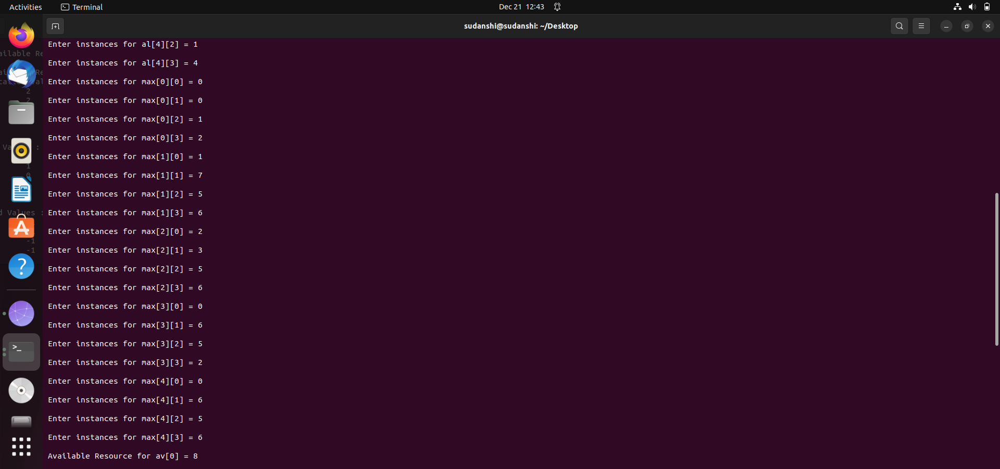 Activities
Terminal
Dec 21 12:43
sudanshi@sudanshi: ~/Desktop
Enter instances for al[4][2] = 1
Enter instances for al[4][3] = 4
Enter instances for max[0][0] = 0
Enter instances for max[0][1] = 0
Enter instances for max[0][2] = 1
Enter instances for max[0][3] = 2
Enter instances for max[1][0] = 1
Enter instances for max[1][1] = 7
Enter instances for max[1][2] = 5
Enter instances for max[1][3] = 6
Enter instances for max[2][0] = 2
Enter instances for max[2][1] = 3
Enter instances for max[2][2] = 5
Enter instances for max[2][3] = 6
Enter instances for max[3][0] = 0
Enter instances for max[3][1] = 6
Enter instances for max[3][2] = 5
Enter instances for max[3][3] = 2
Enter instances for max[4][0] = 0
Enter instances for max[4][1] = 6
Enter instances for max[4][2] = 5
Enter instances for max[4][3] = 6
Available Resource for av[0] = 8